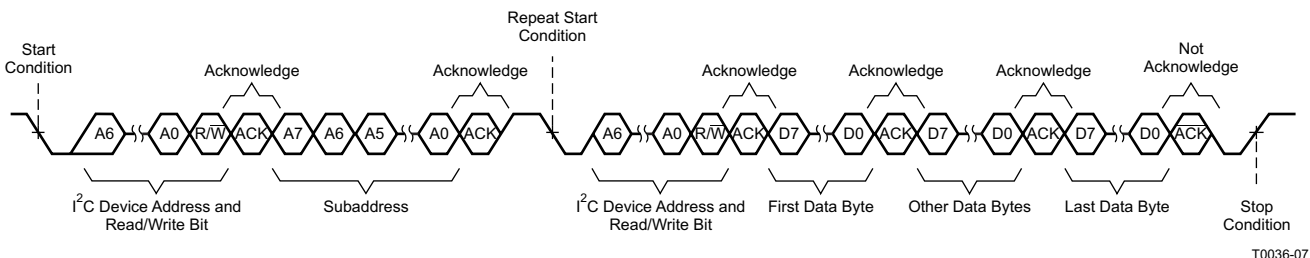 Repeat Start
Condition
Start
Condition
Acknowledge
Acknowledge
Acknowledge
Acknowledge
Acknowledge
Not
Acknowledge
A6 A0 R/W̅ ACK A7 A6 A5 A0 ACK A6 A0 R/W̅ ACK D7 D0 ACK D7 D0 ACK D7 D0 A̅C̅K̅
I²C Device Address and
Read/Write Bit
Subaddress
I²C Device Address and
Read/Write Bit
First Data Byte
Other Data Bytes
Last Data Byte
Stop
Condition
T0036-07